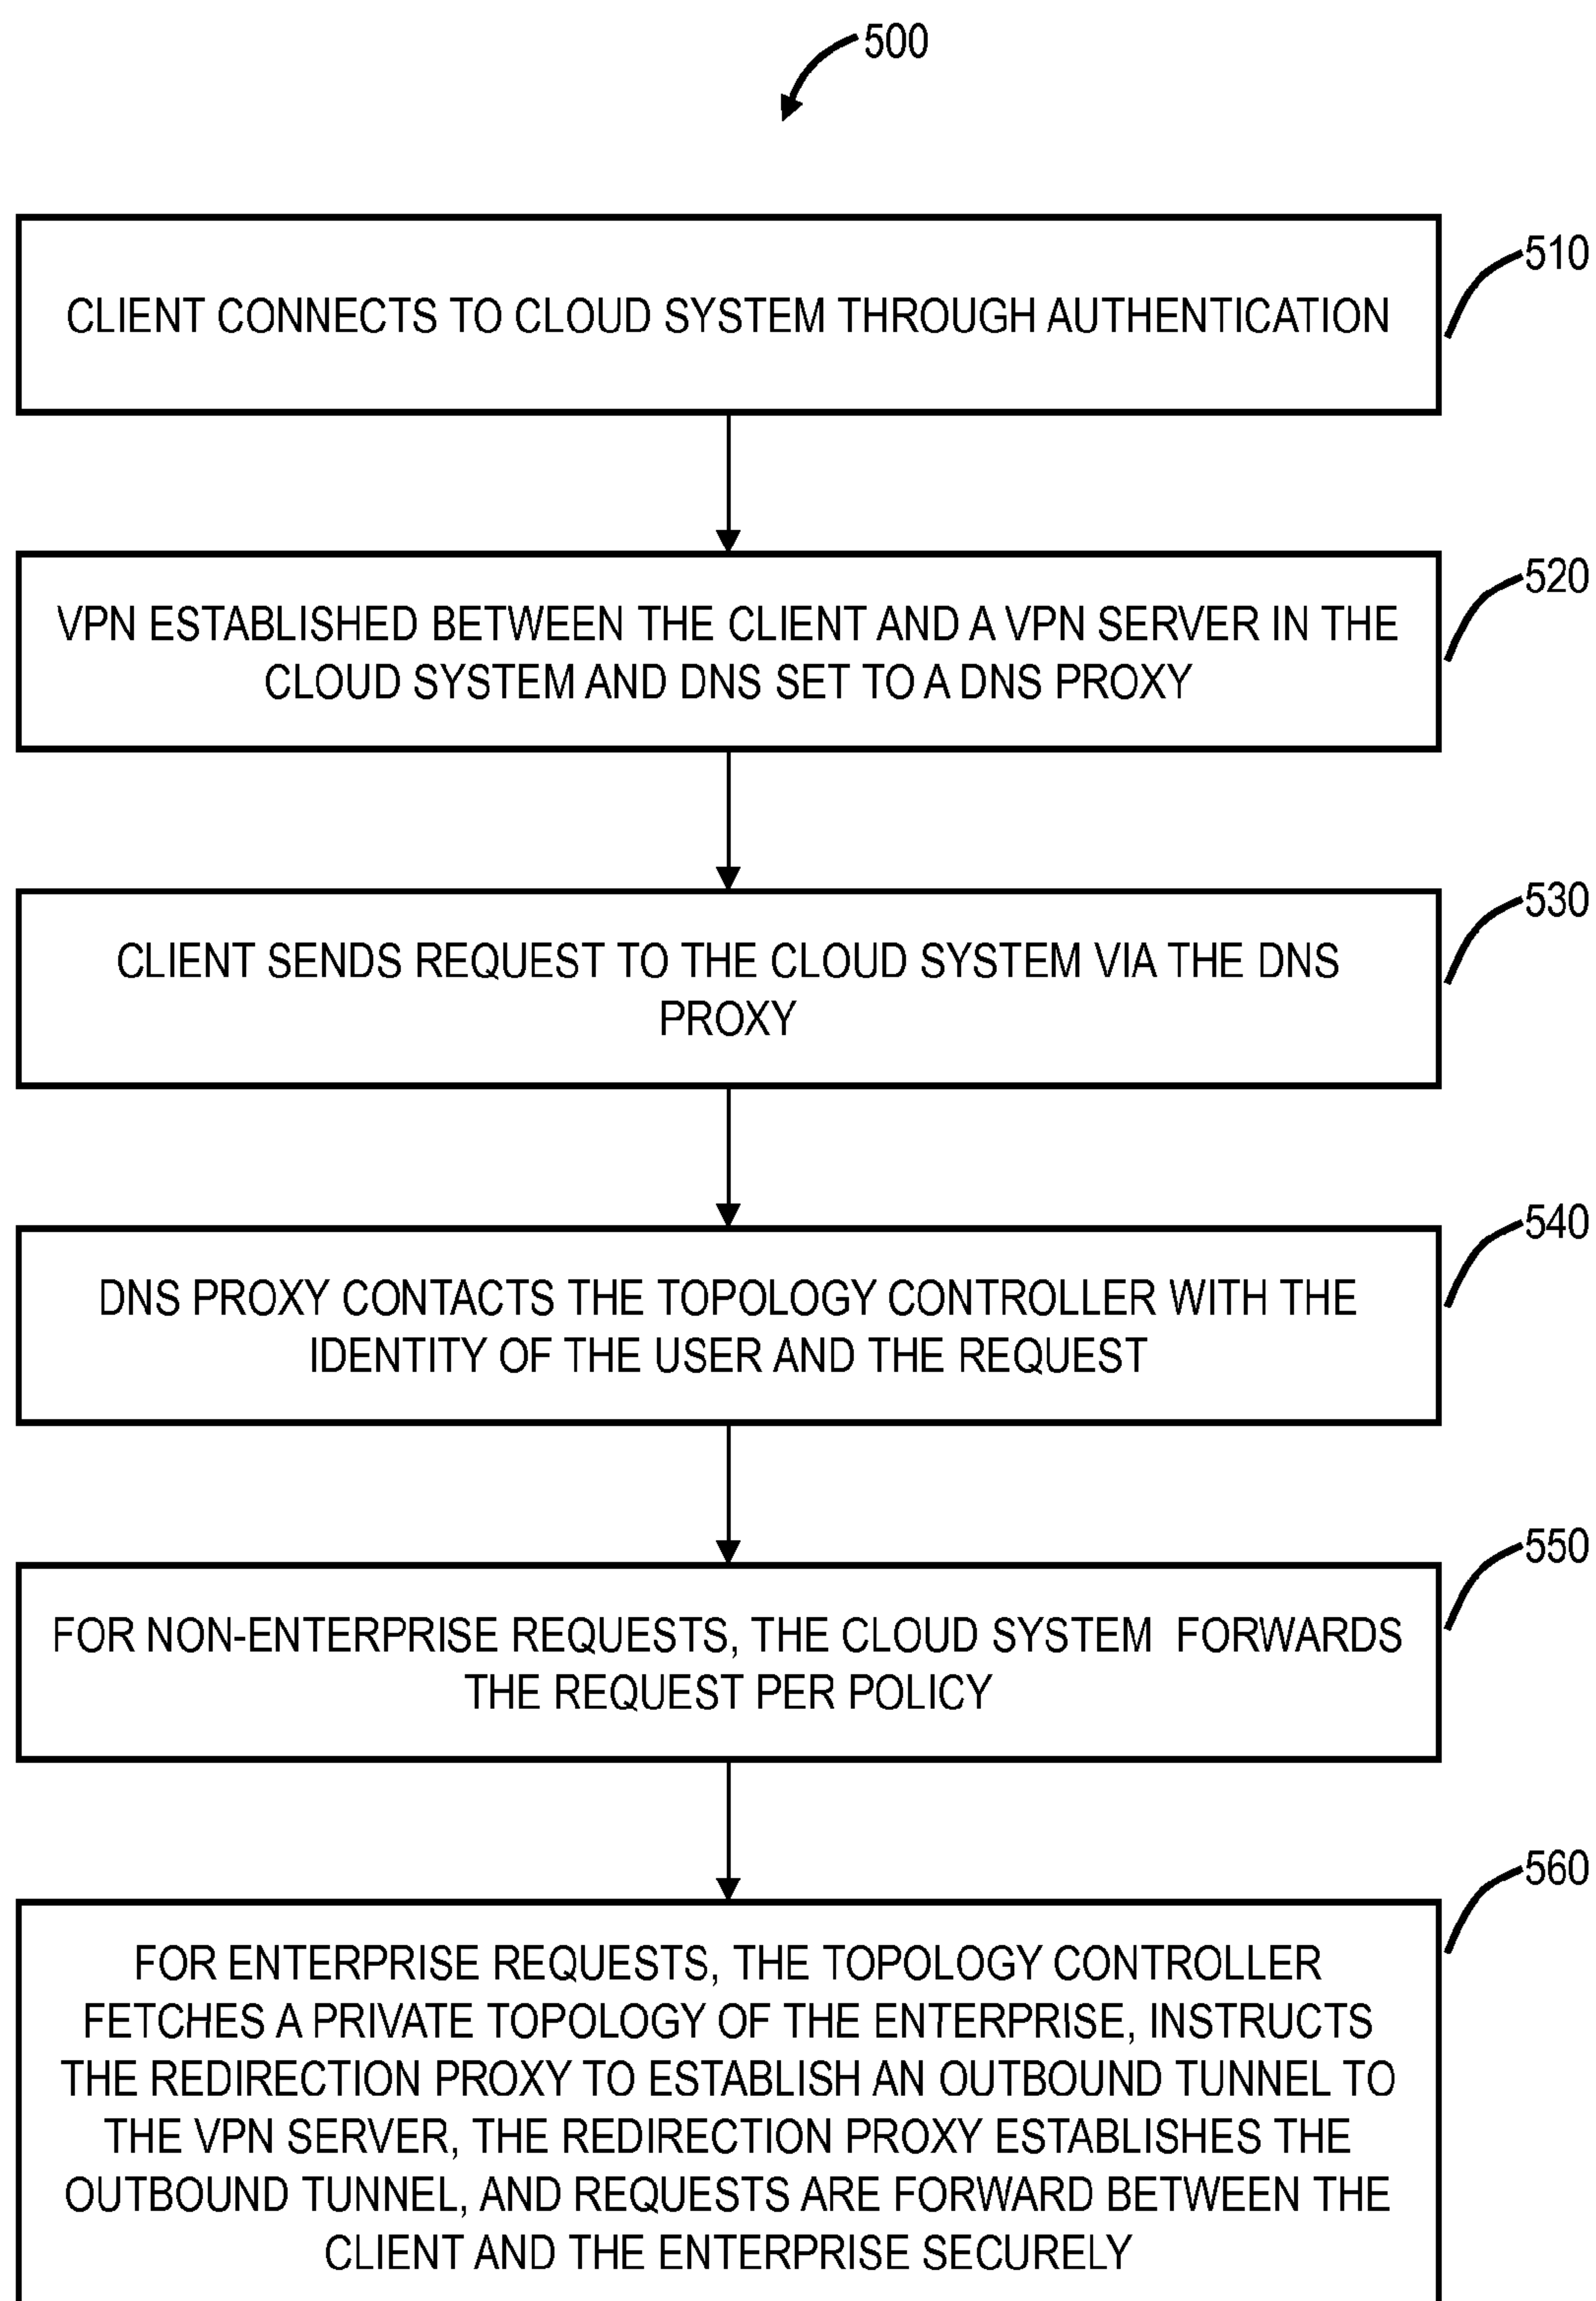 500
510
CLIENT CONNECTS TO CLOUD SYSTEM THROUGH AUTHENTICATION
520
VPN ESTABLISHED BETWEEN THE CLIENT AND A VPN SERVER IN THE
CLOUD SYSTEM AND DNS SET TO A DNS PROXY
530
CLIENT SENDS REQUEST TO THE CLOUD SYSTEM VIA THE DNS
PROXY
540
DNS PROXY CONTACTS THE TOPOLOGY CONTROLLER WITH THE
IDENTITY OF THE USER AND THE REQUEST
550
FOR NON-ENTERPRISE REQUESTS, THE CLOUD SYSTEM FORWARDS
THE REQUEST PER POLICY
560
FOR ENTERPRISE REQUESTS, THE TOPOLOGY CONTROLLER
FETCHES A PRIVATE TOPOLOGY OF THE ENTERPRISE, INSTRUCTS
THE REDIRECTION PROXY TO ESTABLISH AN OUTBOUND TUNNEL TO
THE VPN SERVER, THE REDIRECTION PROXY ESTABLISHES THE
OUTBOUND TUNNEL, AND REQUESTS ARE FORWARD BETWEEN THE
CLIENT AND THE ENTERPRISE SECURELY